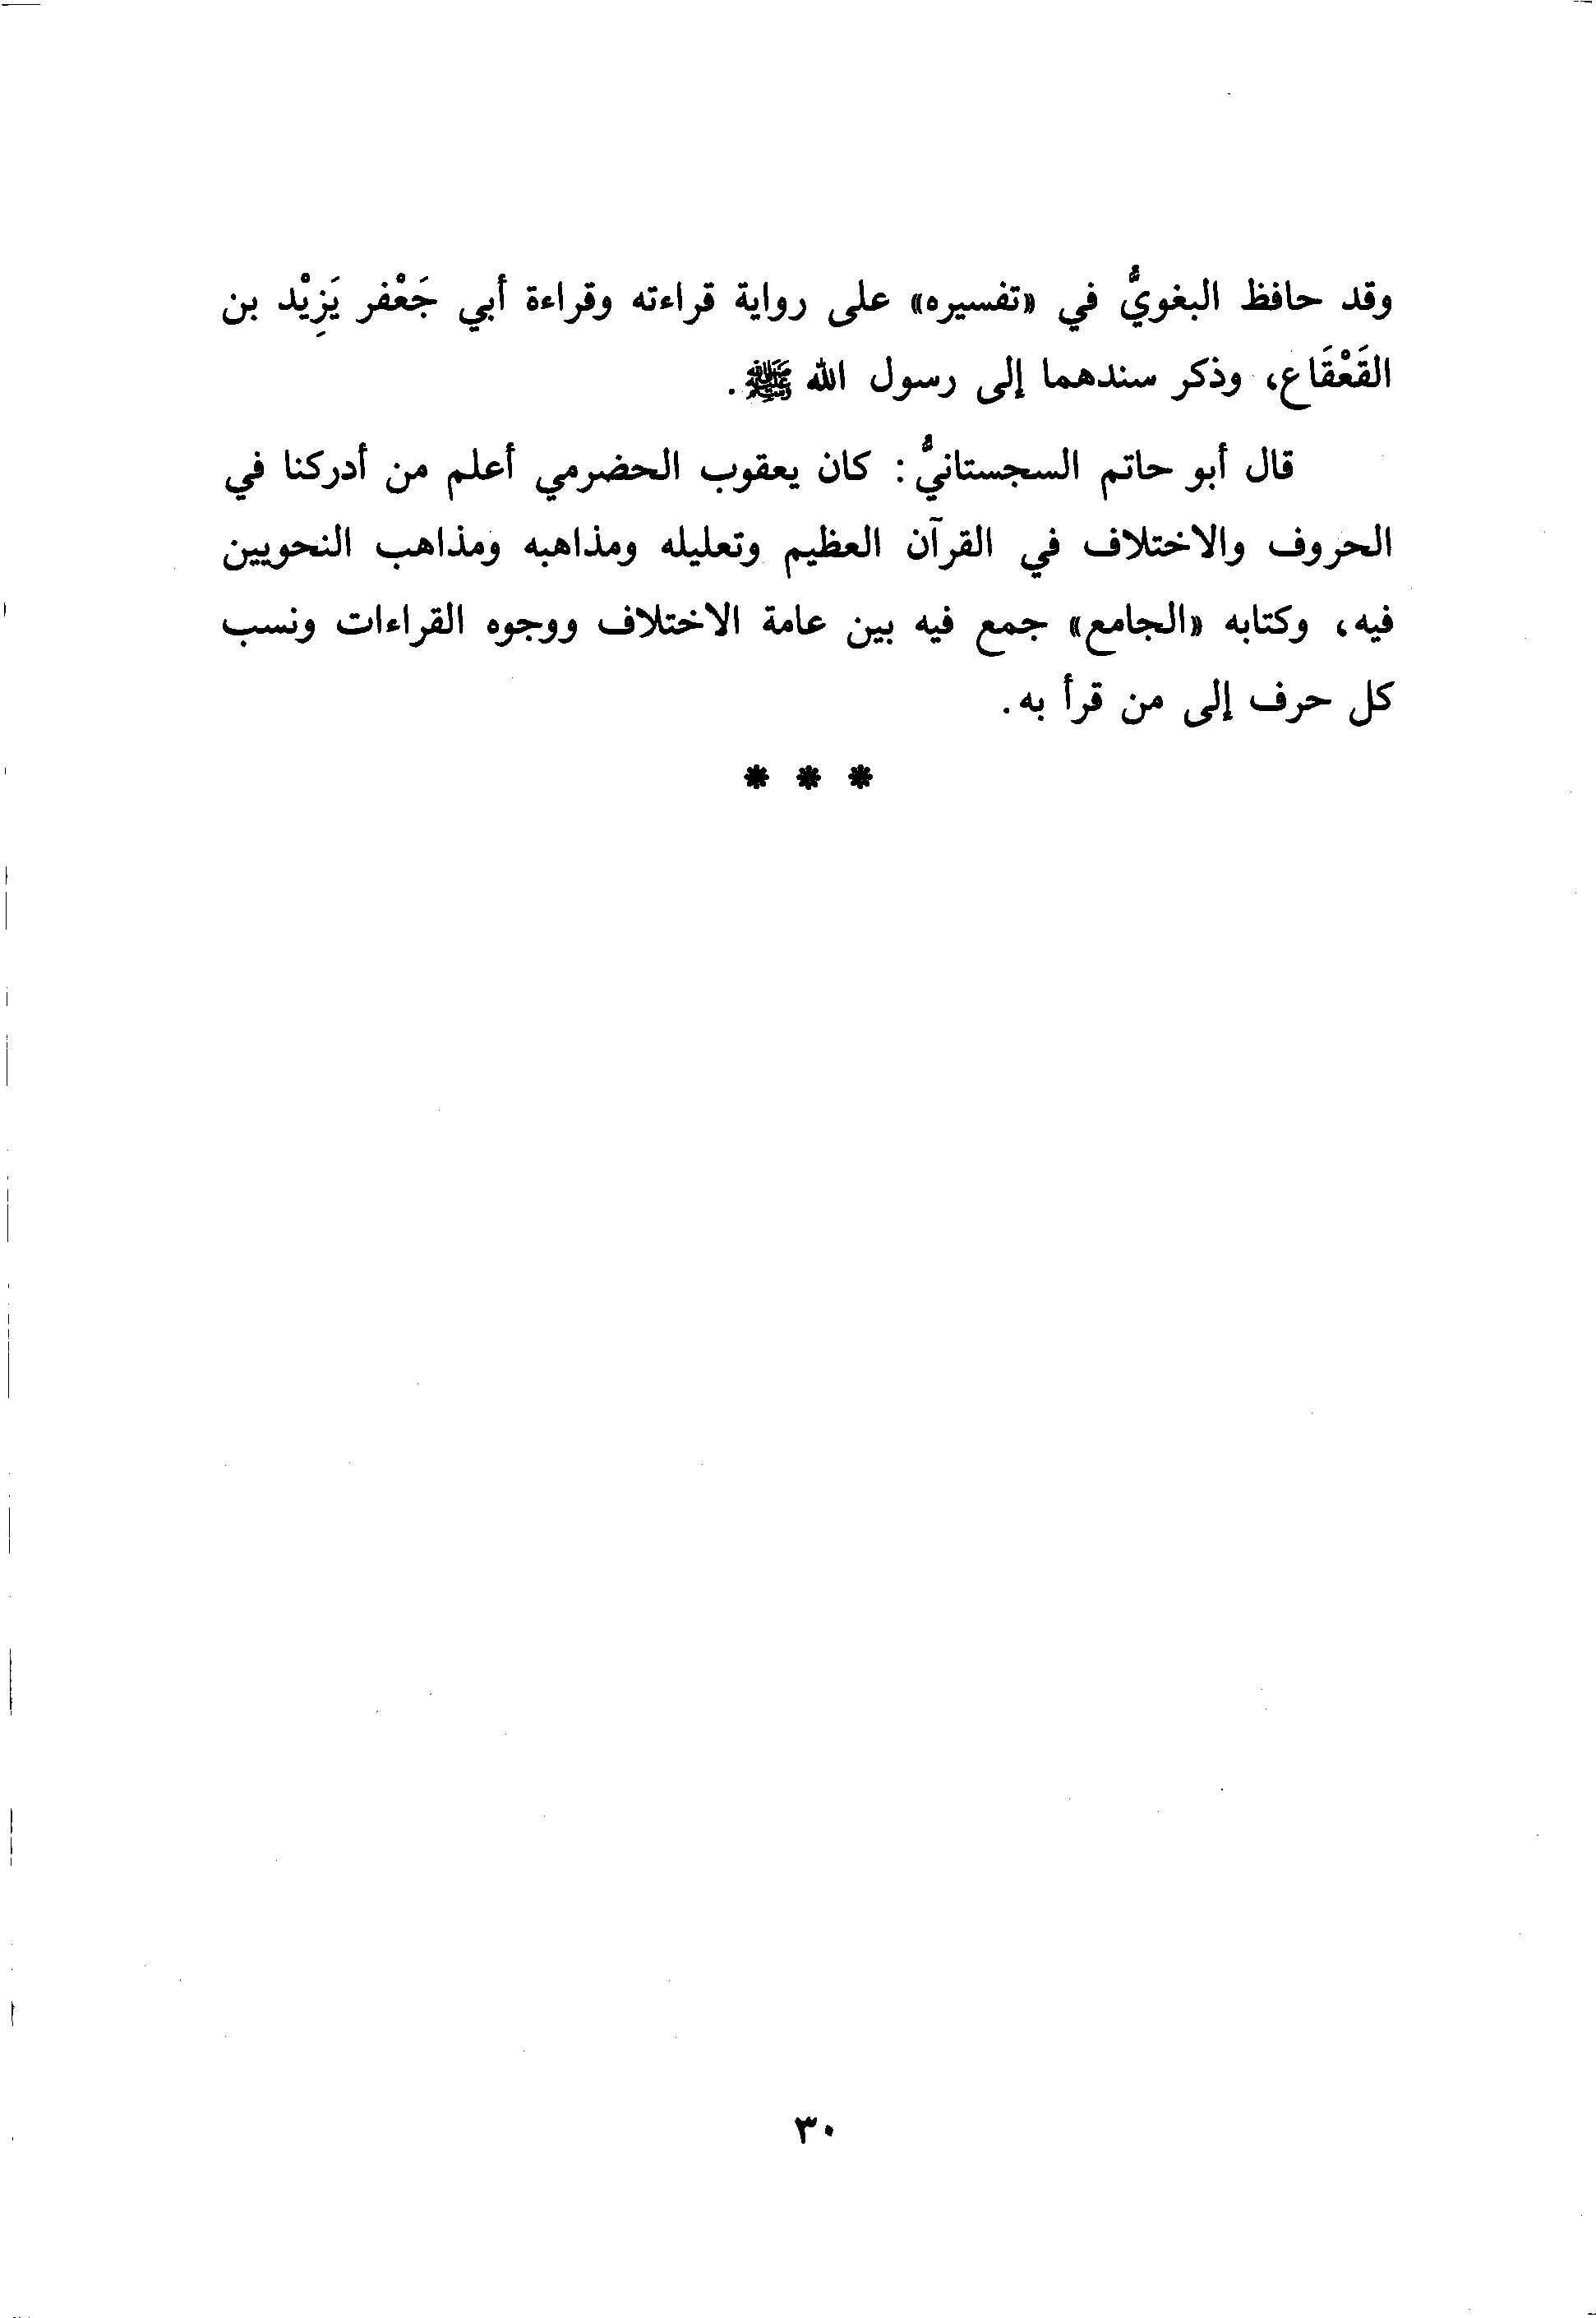 وقد حافظ البغويُّ في «تفسيره» على رواية قراءته وقراءة أبي جَعْفر يَزِيْد بن
القَعْقَاع، وذكر سندهما إلى رسول الله ﷺ.
قال أبو حاتم السجستانيُّ: كان يعقوب الحضرمي أعلم من أدركنا في
الحروف والاختلاف في القرآن العظيم وتعليله ومذاهبه ومذاهب النحويين
فيه، وكتابه «الجامع» جمع فيه بين عامة الاختلاف ووجوه القراءات ونسب
كل حرف إلى من قرأ به.
* * *
٣٠